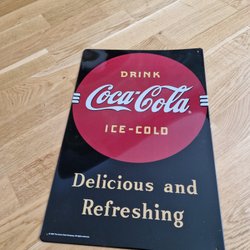 DRINK
Coca-Cola
ICE-COLD
Delicious and
Refreshing